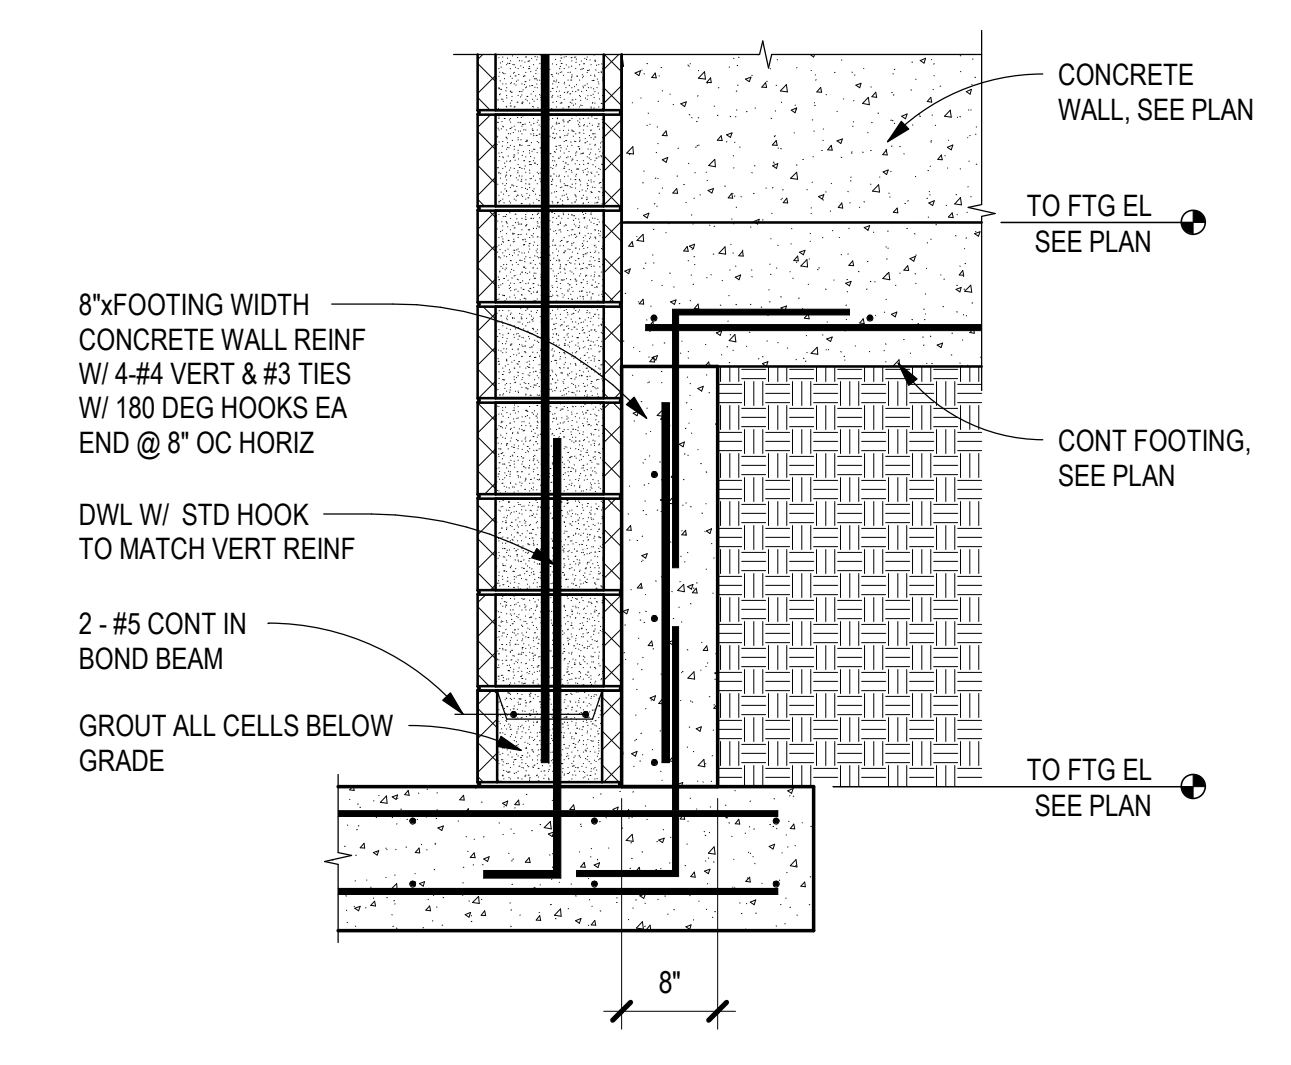 CONCRETE
WALL, SEE PLAN
TO FTG EL
SEE PLAN
8"xFOOTING WIDTH
CONCRETE WALL REINF
W/ 4-#4 VERT & #3 TIES
W/ 180 DEG HOOKS EA
END @ 8" OC HORIZ
CONT FOOTING,
SEE PLAN
DWL W/ STD HOOK
TO MATCH VERT REINF
2 - #5 CONT IN
BOND BEAM
GROUT ALL CELLS BELOW
GRADE
TO FTG EL
SEE PLAN
8"